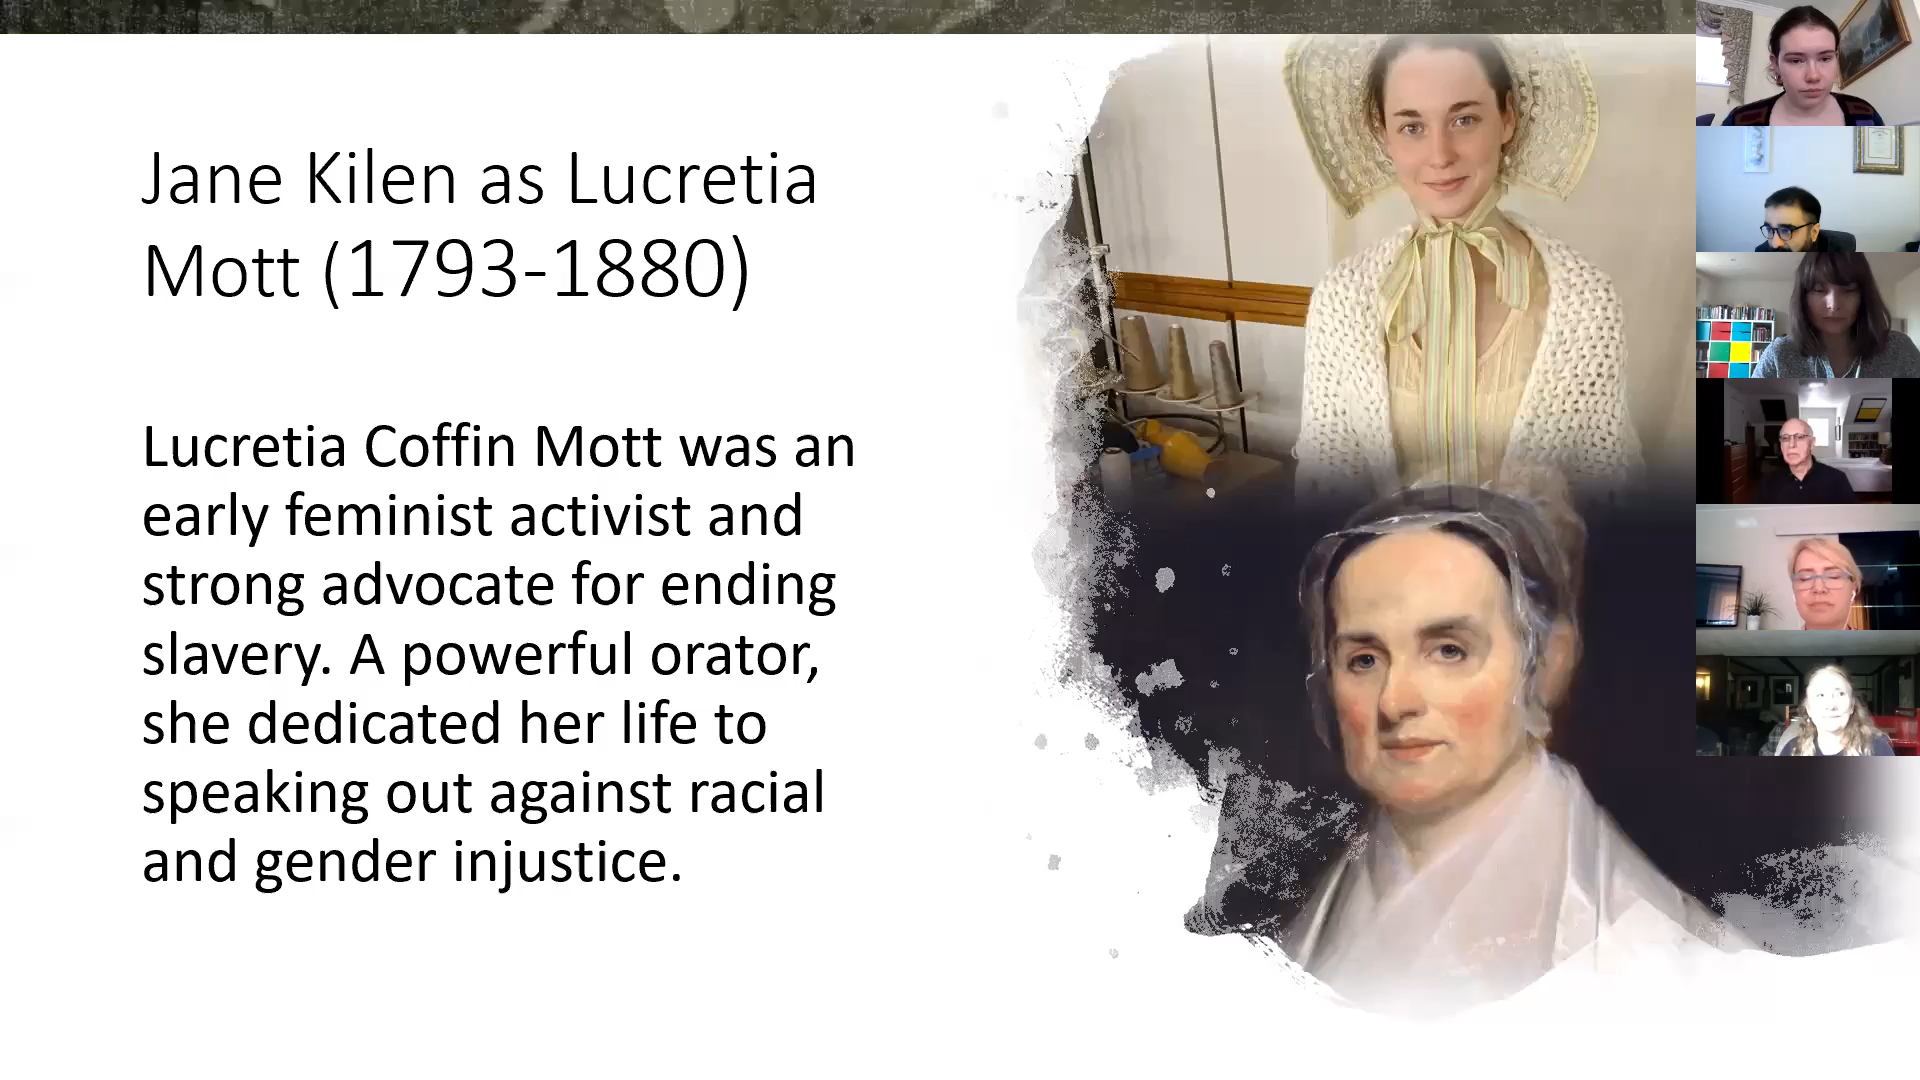 Jane Kilen as Lucretia
Mott (1793-1880)
Lucretia Coffin Mott was an
early feminist activist and
strong advocate for ending
slavery. A powerful orator,
she dedicated her life to
speaking out against racial
and gender injustice.